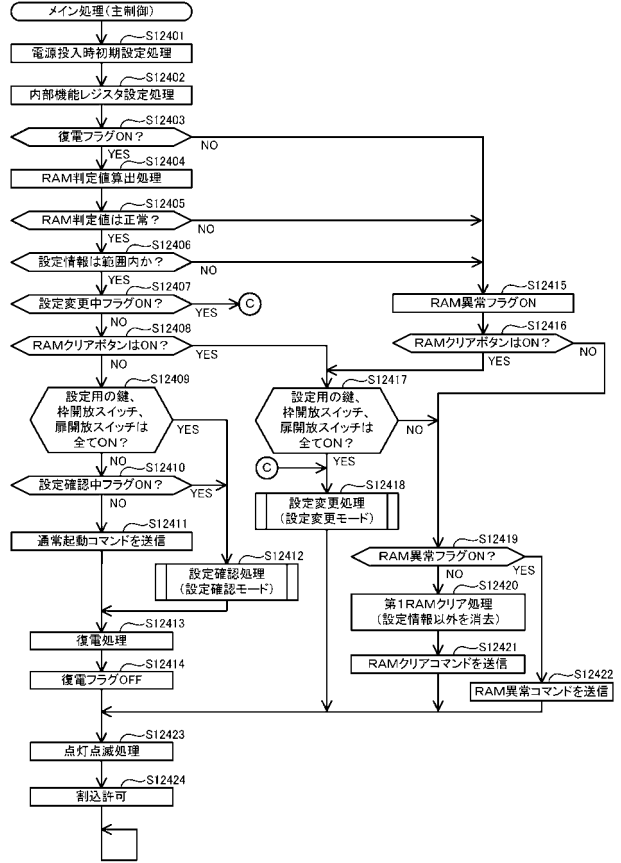 メイン処理(主制御)
S12401
電源投入時初期設定処理
S12402
内部機能レジスタ設定処理
S12403
復電フラグON?
NO
YES
S12404
RAM判定値算出処理
S12405
RAM判定値は正常?
NO
YES
S12406
設定情報は範囲内か?
NO
YES
S12407
設定変更中フラグON?
YES
C
NO
S12408
RAMクリアボタンはON?
YES
NO
S12415
RAM異常フラグON
S12416
RAMクリアボタンはON?
NO
YES
S12409
設定用の鍵、
枠開放スイッチ、
扉開放スイッチは
全てON?
YES
NO
S12417
設定用の鍵、
枠開放スイッチ、
扉開放スイッチは
全てON?
NO
YES
C
S12410
設定確認中フラグON?
YES
NO
S12418
設定変更処理
(設定変更モード)
S12411
通常起動コマンドを送信
S12412
設定確認処理
(設定確認モード)
S12419
RAM異常フラグON?
YES
NO
S12420
第1RAMクリア処理
(設定情報以外を消去)
S12413
復電処理
S12421
RAMクリアコマンドを送信
S12414
復電フラグOFF
S12422
RAM異常コマンドを送信
S12423
点灯点滅処理
S12424
割込許可